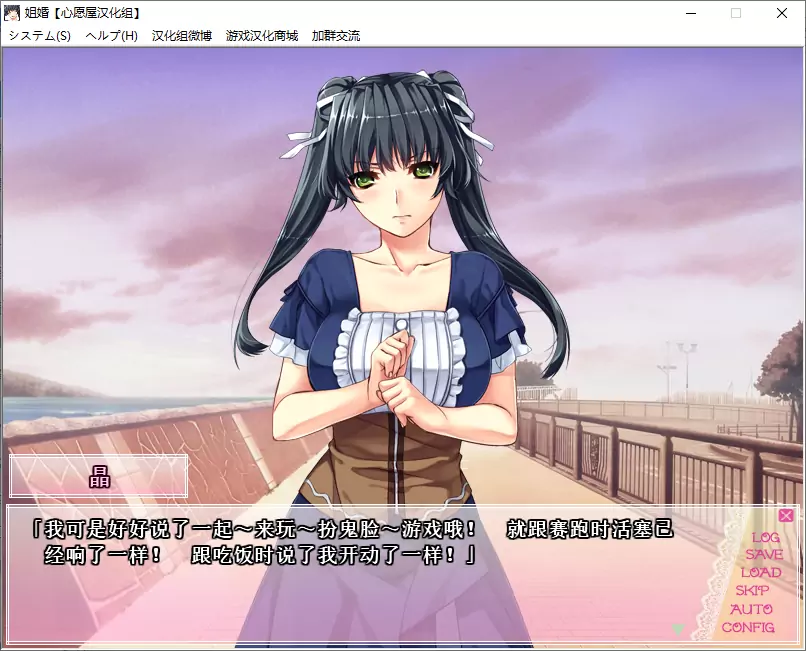 姐婚【心愿屋汉化组】
システム(S) ヘルプ(H) 汉化组微博 游戏汉化商城 加群交流
晶
「我可是好好说了一起～来玩～扮鬼脸～游戏哦！ 就跟赛跑时活塞己
经响了一样！ 跟吃饭时说了我开动了一样！」
LOG
SAVE
LOAD
SKIP
AUTO
CONFIG